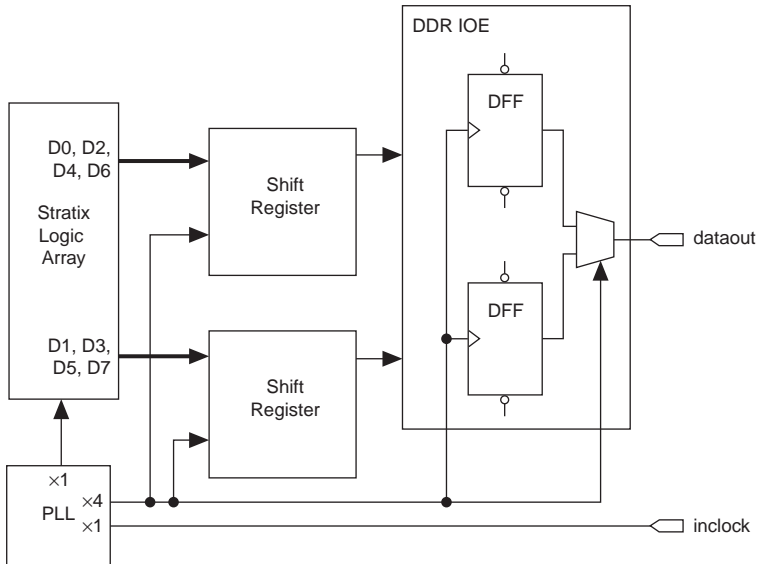 DDR IOE
DFF
D0, D2,
D4, D6
Shift
Register
Stratix
Logic
Array
dataout
DFF
D1, D3,
D5, D7
Shift
Register
×1
×4
PLL
×1
inclock